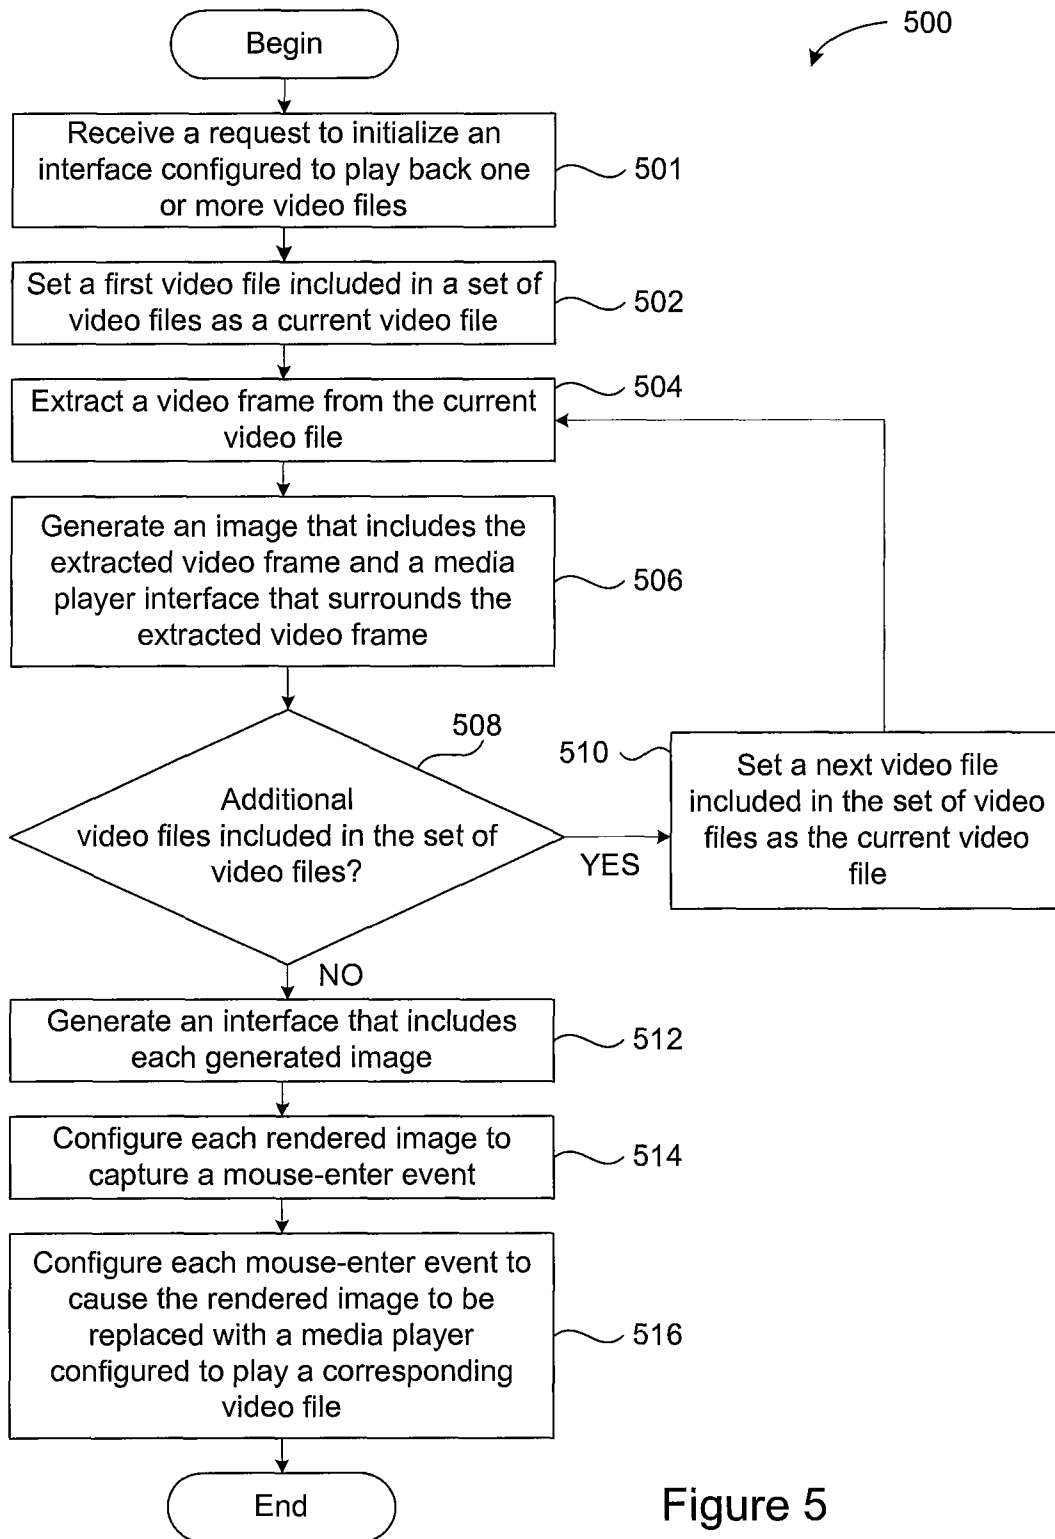 Begin
500
Receive a request to initialize an
interface configured to play back one
or more video files
501
Set a first video file included in a set of
video files as a current video file
502
Extract a video frame from the current
video file
504
Generate an image that includes the
extracted video frame and a media
player interface that surrounds the
extracted video frame
506
Additional
video files included in the set of
video files?
508
YES
510
Set a next video file
included in the set of video
files as the current video
file
NO
Generate an interface that includes
each generated image
512
Configure each rendered image to
capture a mouse-enter event
514
Configure each mouse-enter event to
cause the rendered image to be
replaced with a media player
configured to play a corresponding
video file
516
End
Figure 5